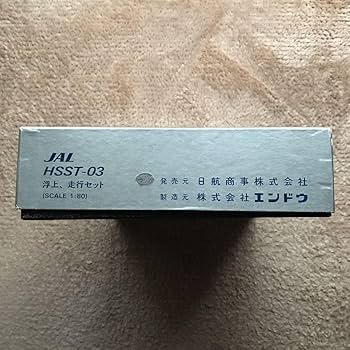 JAL
HSST-03
浮上、走行セット
(SCALE 1:80)
発売元 日航商事株式会社
製造元 株式会社エンドウ